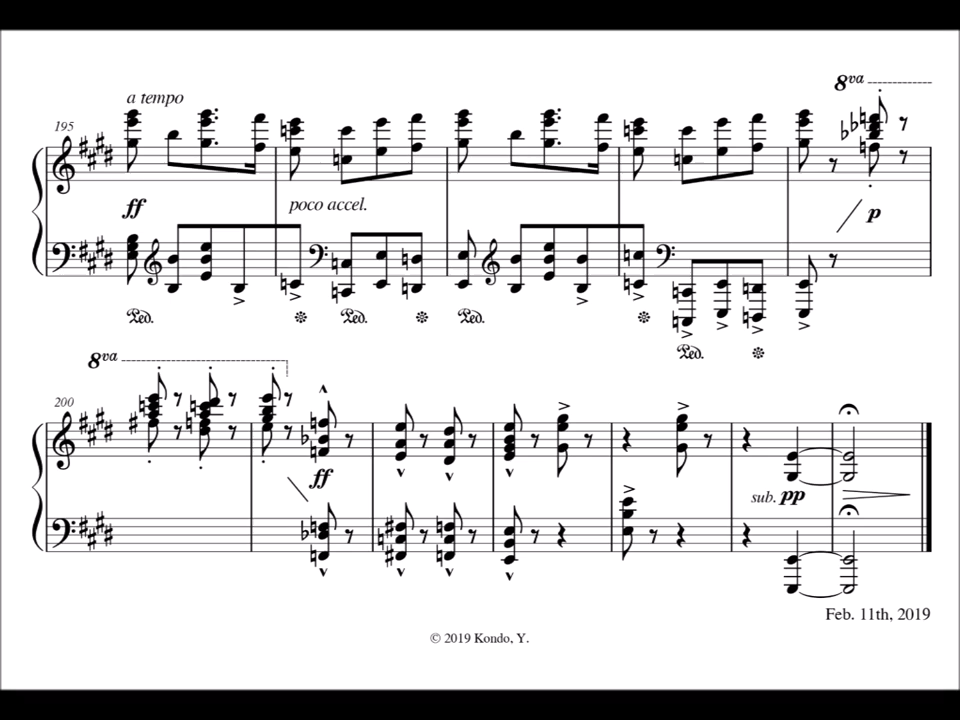 8va
a tempo
195
ff
poco accel.
p
Ped.
Ped.
Ped.
Ped.
8va
200
ff
sub. pp
Feb. 11th, 2019
© 2019 Kondo, Y.